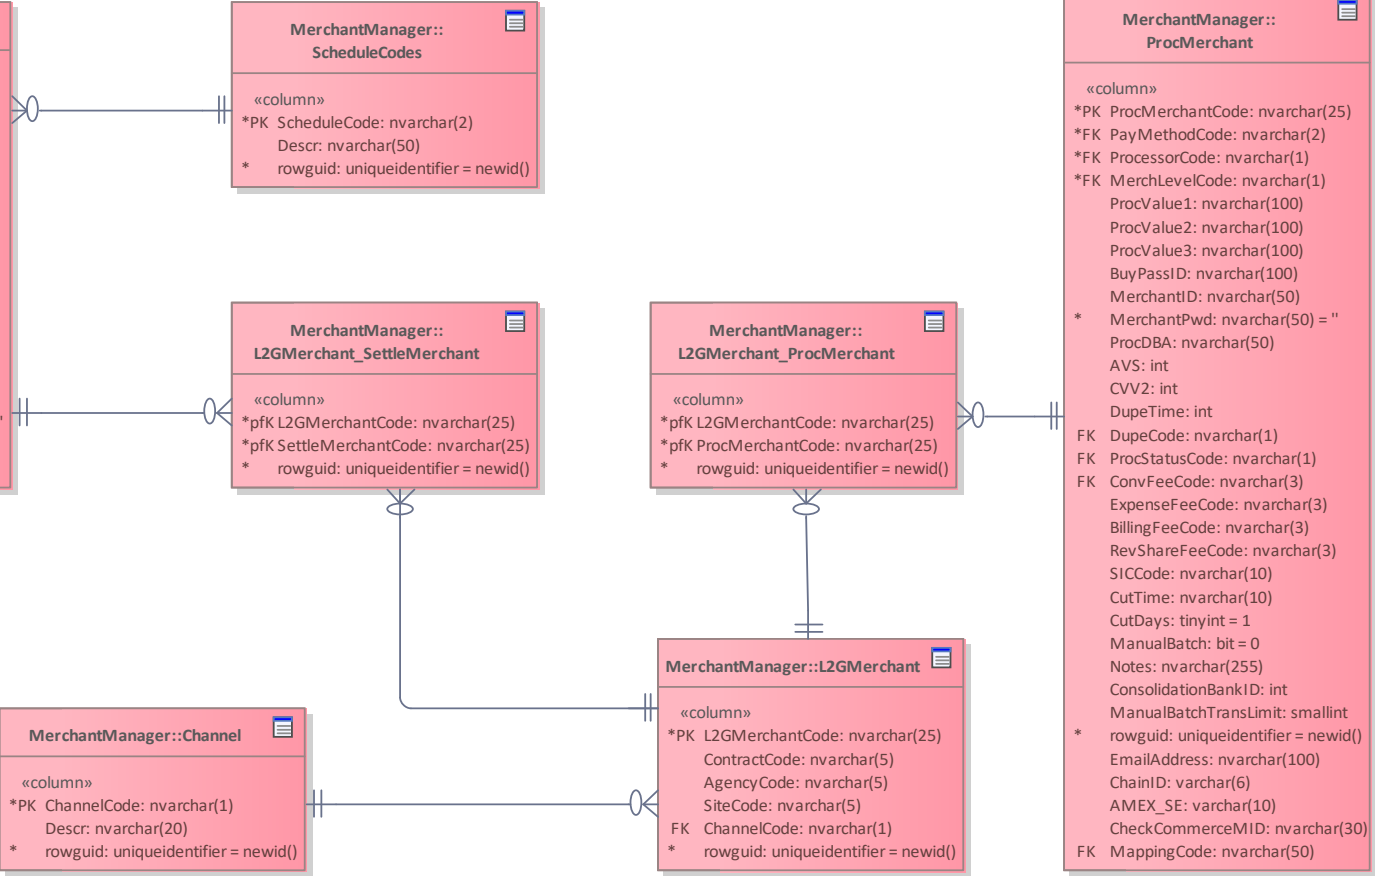 MerchantManager::
ScheduleCodes
«column»
*PK ScheduleCode: nvarchar(2)
Descr: nvarchar(50)
* rowguid: uniqueidentifier = newid()
MerchantManager::
ProcMerchant
«column»
*PK ProcMerchantCode: nvarchar(25)
*FK PayMethodCode: nvarchar(2)
*FK ProcessorCode: nvarchar(1)
*FK MerchLevelCode: nvarchar(1)
ProcValue1: nvarchar(100)
ProcValue2: nvarchar(100)
ProcValue3: nvarchar(100)
BuyPassID: nvarchar(100)
MerchantID: nvarchar(50)
* MerchantPwd: nvarchar(50) = ''
ProcDBA: nvarchar(50)
AVS: int
CVV2: int
DupeTime: int
FK DupeCode: nvarchar(1)
FK ProcStatusCode: nvarchar(1)
FK ConvFeeCode: nvarchar(3)
ExpenseFeeCode: nvarchar(3)
BillingFeeCode: nvarchar(3)
RevShareFeeCode: nvarchar(3)
SICCode: nvarchar(10)
CutTime: nvarchar(10)
CutDays: tinyint = 1
ManualBatch: bit = 0
Notes: nvarchar(255)
ConsolidationBankID: int
ManualBatchTransLimit: smallint
* rowguid: uniqueidentifier = newid()
EmailAddress: nvarchar(100)
ChainID: varchar(6)
AMEX_SE: varchar(10)
CheckCommerceMID: nvarchar(30)
FK MappingCode: nvarchar(50)
MerchantManager::
L2GMerchant_SettleMerchant
«column»
*pfK L2GMerchantCode: nvarchar(25)
*pfK SettleMerchantCode: nvarchar(25)
* rowguid: uniqueidentifier = newid()
MerchantManager::
L2GMerchant_ProcMerchant
«column»
*pfK L2GMerchantCode: nvarchar(25)
*pfK ProcMerchantCode: nvarchar(25)
* rowguid: uniqueidentifier = newid()
MerchantManager::L2GMerchant
«column»
*PK L2GMerchantCode: nvarchar(25)
ContractCode: nvarchar(5)
AgencyCode: nvarchar(5)
SiteCode: nvarchar(5)
FK ChannelCode: nvarchar(1)
* rowguid: uniqueidentifier = newid()
MerchantManager::Channel
«column»
*PK ChannelCode: nvarchar(1)
Descr: nvarchar(20)
* rowguid: uniqueidentifier = newid()